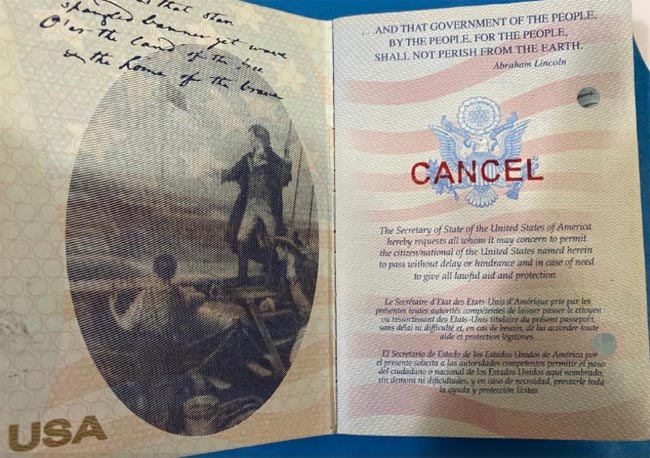 that star
spangled banner yet wave
O'er the land of the free
& the home of the brave
USA
...AND THAT GOVERNMENT OF THE PEOPLE,
BY THE PEOPLE, FOR THE PEOPLE,
SHALL NOT PERISH FROM THE EARTH.
Abraham Lincoln
CANCEL
The Secretary of State of the United States of America
hereby requests all whom it may concern to permit
the citizen/national of the United States named herein
to pass without delay or hindrance and in case of need
to give all lawful aid and protection.
Le Secrétaire d'Etat des Etats-Unis d'Amérique prie par les
présentes toutes autorités compétentes de laisser passer le citoyen
ou ressortissant des Etats-Unis titulaire du présent passeport,
sans délai ni difficulté et, en cas de besoin, de lui accorder toute
aide et protection légitimes.
El Secretario de Estado de los Estados Unidos de América por
el presente solicita a las autoridades competentes permitir el paso
del ciudadano o nacional de los Estados Unidos aquí nombrado,
sin demora ni dificultades, y en caso de necesidad, prestarle toda
la ayuda y protección lícitas.